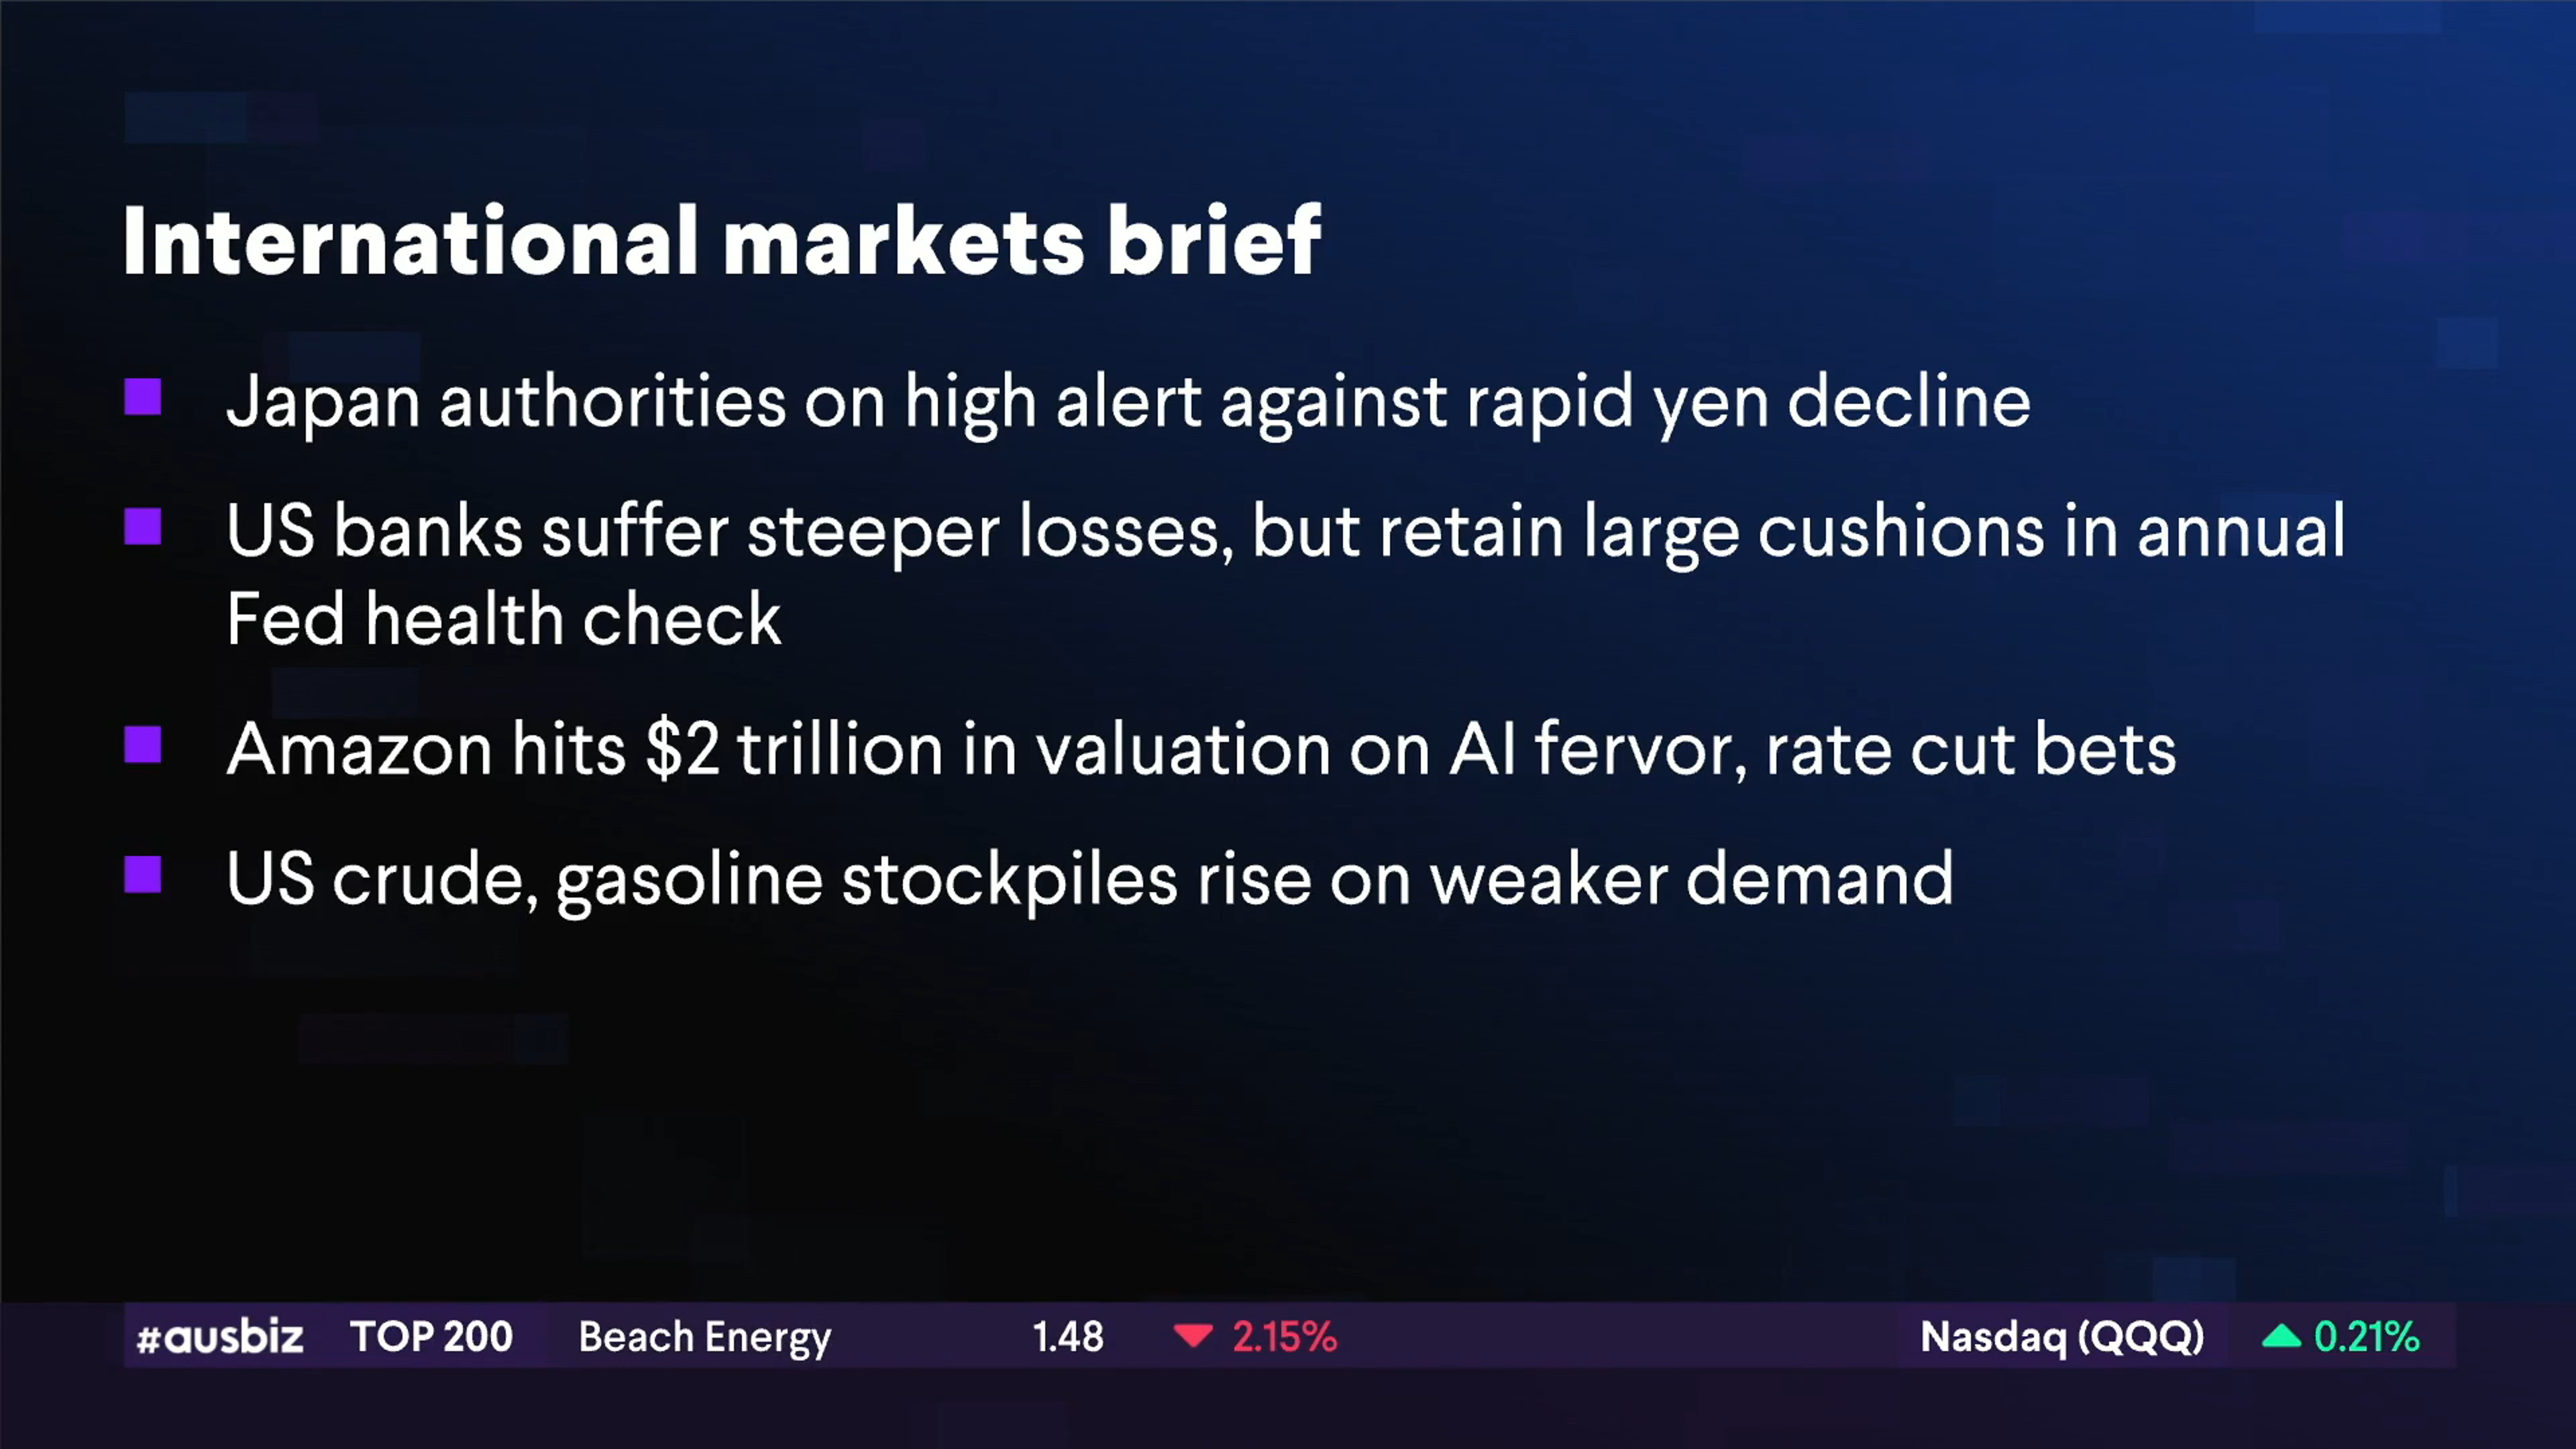 International markets brief
Japan authorities on high alert against rapid yen decline
US banks suffer steeper losses, but retain large cushions in annual
Fed health check
Amazon hits $2 trillion in valuation on AI fervor, rate cut bets
US crude, gasoline stockpiles rise on weaker demand
#ausbiz TOP 200 Beach Energy 1.48 2.15% Nasdaq (QQQ) 0.21%